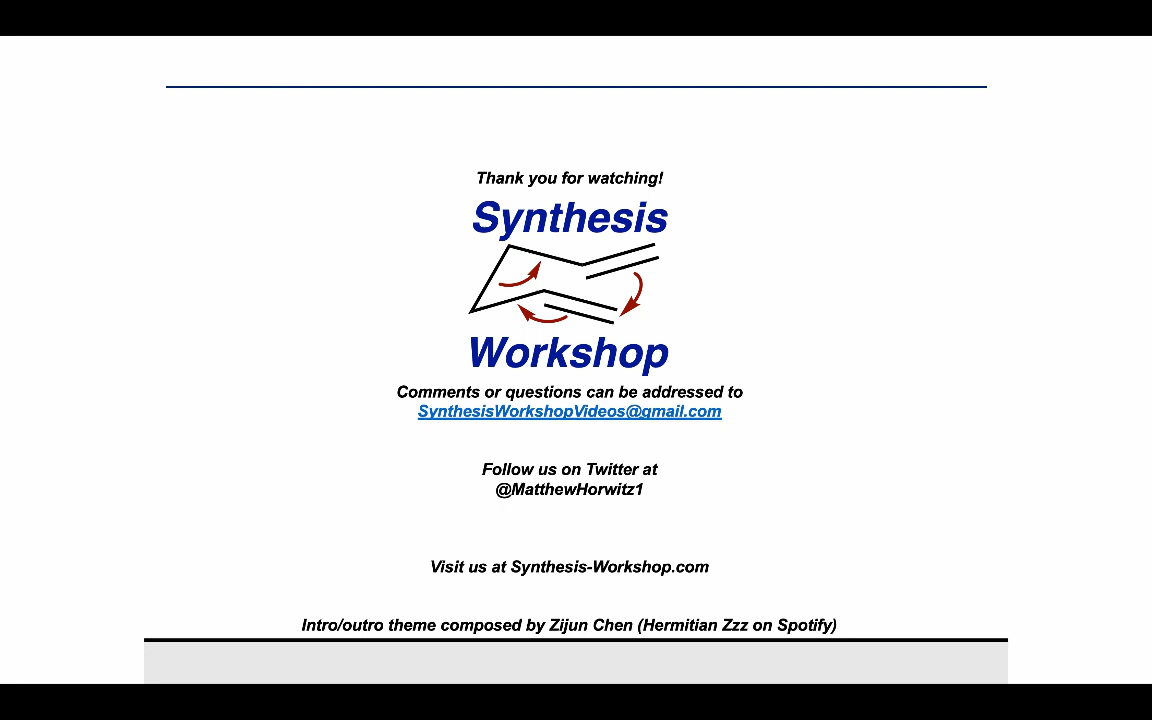 Thank you for watching!
Synthesis
Workshop
Comments or questions can be addressed to
SynthesisWorkshopVideos@gmail.com
Follow us on Twitter at
@MatthewHorwitz1
Visit us at Synthesis-Workshop.com
Intro/outro theme composed by Zijun Chen (Hermitian Zzz on Spotify)